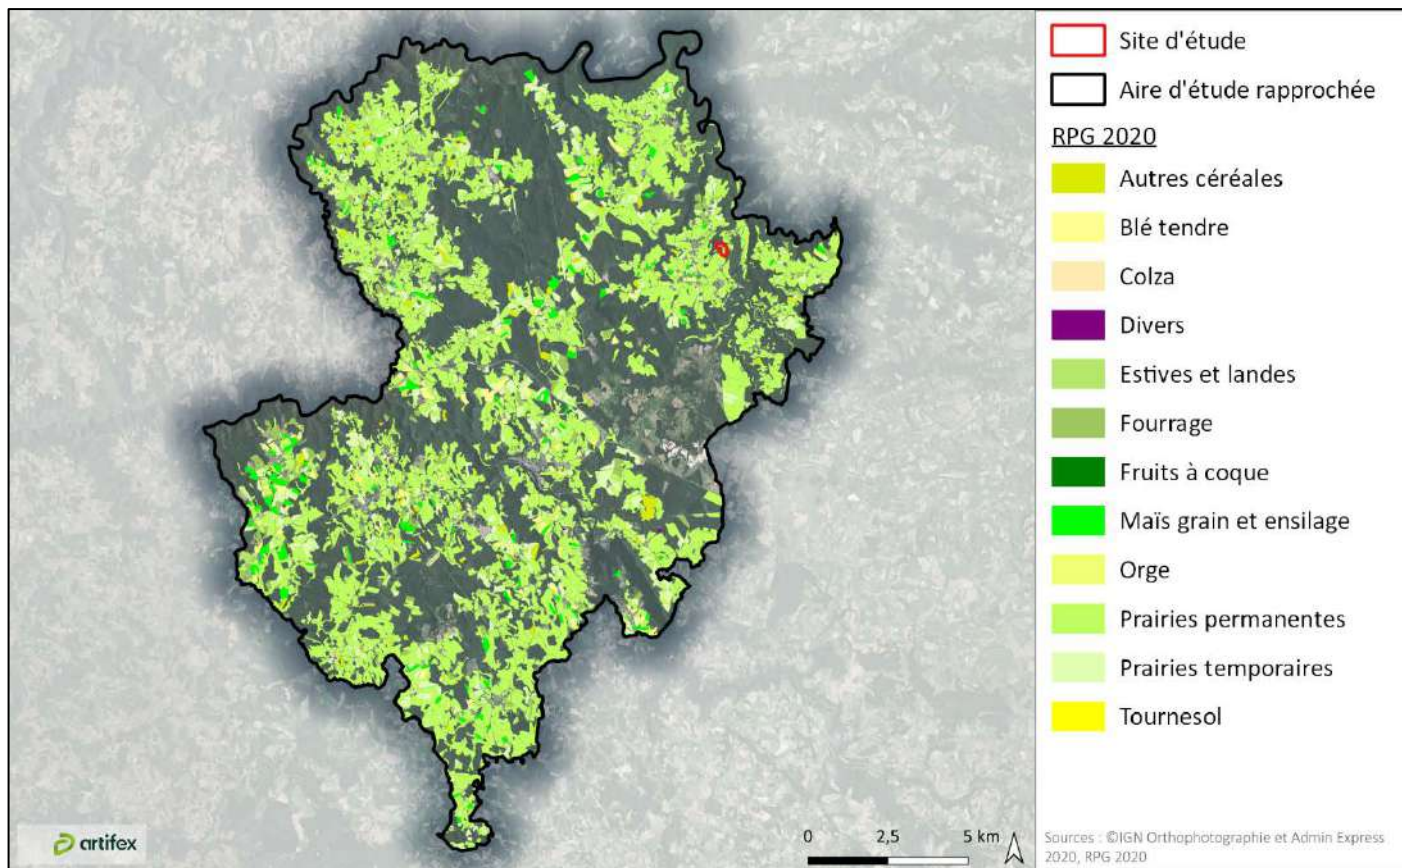 Site d'étude
Aire d'étude rapprochée
RPG 2020
Autres céréales
Blé tendre
Colza
Divers
Estives et landes
Fourrage
Fruits à coque
Maïs grain et ensilage
Orge
Prairies permanentes
Prairies temporaires
Tournesol
artifex
0 2,5 5 km
Sources : ©IGN Orthophotographie et Admin Express
2020, RPG 2020